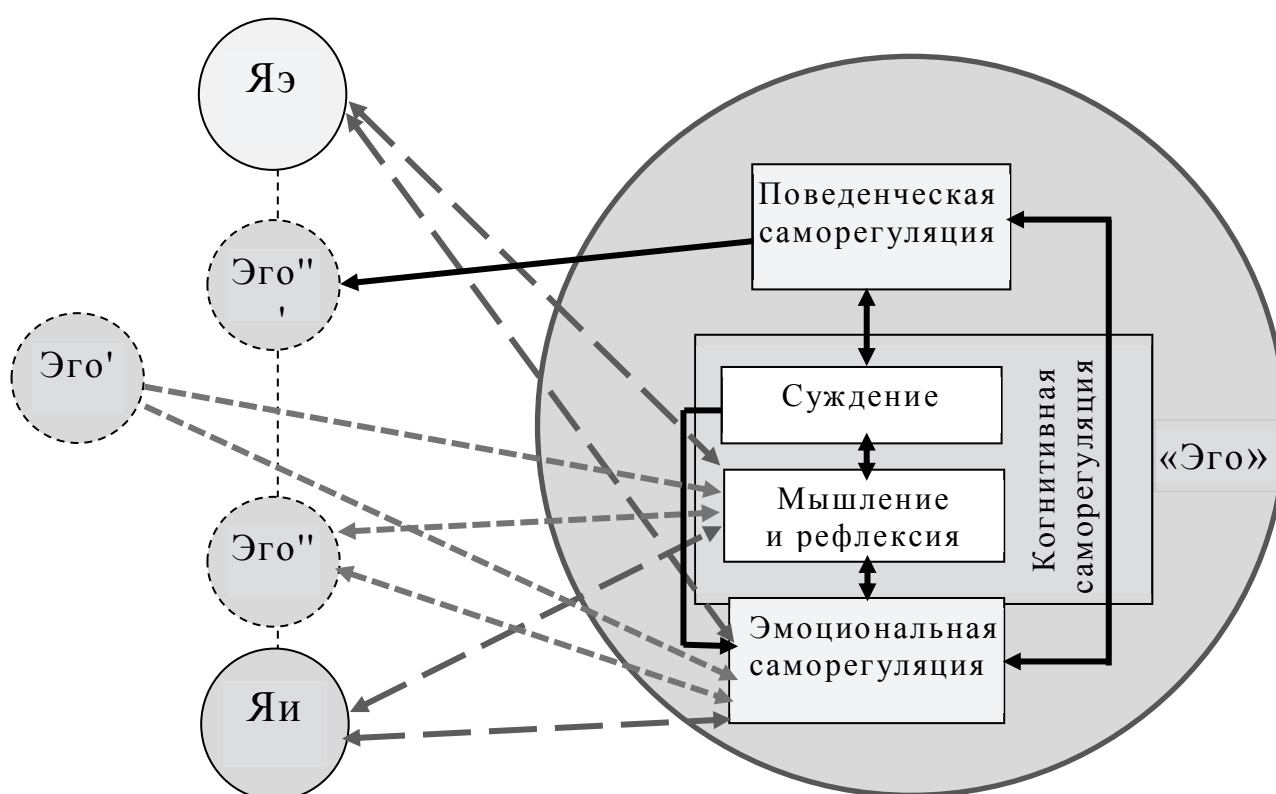 Яэ
Эго''
'
Эго'
Эго''
Яи
Поведенческая
саморегуляция
Суждение
Мышление
и рефлексия
Эмоциональная
саморегуляция
Когнитивная
саморегуляция
«Эго»